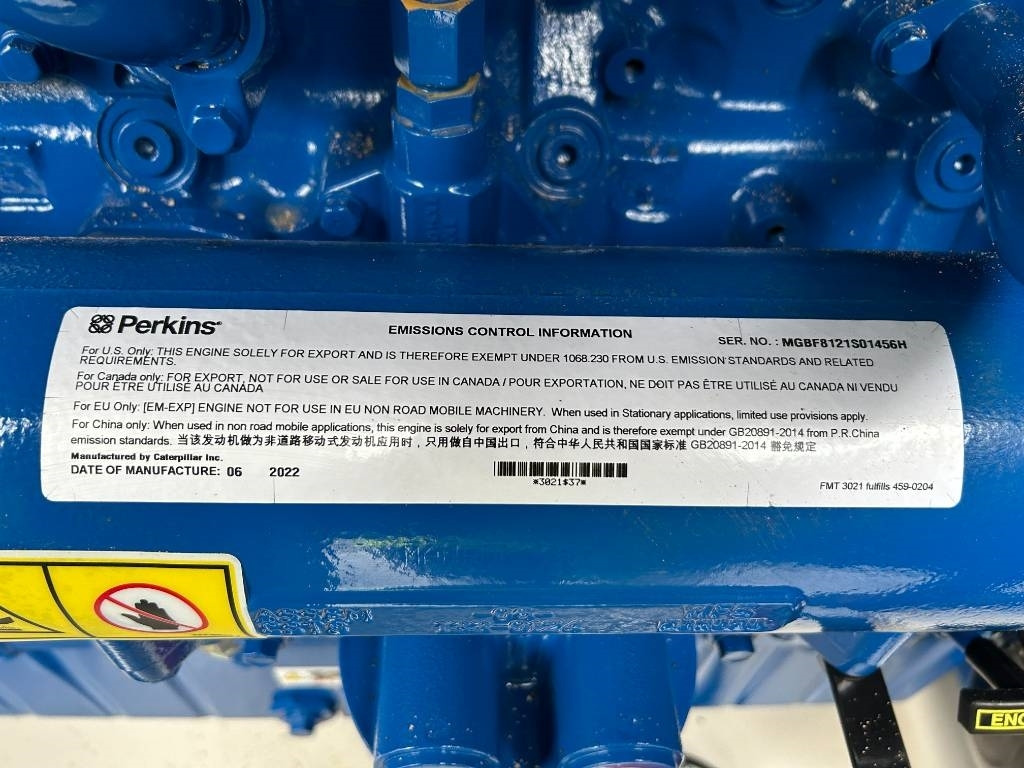 Perkins®
EMISSIONS CONTROL INFORMATION
SER. NO. : MGBF8121S01456H
For U.S. Only: THIS ENGINE SOLELY FOR EXPORT AND IS THEREFORE EXEMPT UNDER 1068.230 FROM U.S. EMISSION STANDARDS AND RELATED
REQUIREMENTS.
For Canada only: FOR EXPORT, NOT FOR USE OR SALE FOR USE IN CANADA / POUR EXPORTATION, NE DOIT PAS ÊTRE UTILISÉ AU CANADA NI VENDU
POUR ÊTRE UTILISÉ AU CANADA
For EU Only: [EM-EXP] ENGINE NOT FOR USE IN EU NON ROAD MOBILE MACHINERY. When used in Stationary applications, limited use provisions apply.
For China only: When used in non road mobile applications, this engine is solely for export from China and is therefore exempt under GB20891-2014 from P.R.China
emission standards. 当该发动机做为非道路移动式发动机应用时，只用做自中国出口，符合中华人民共和国国家标准 GB20891-2014 豁免规定
Manufactured by Caterpillar Inc.
DATE OF MANUFACTURE: 06 2022
*3021$37*
FMT 3021 fulfills 459-0204